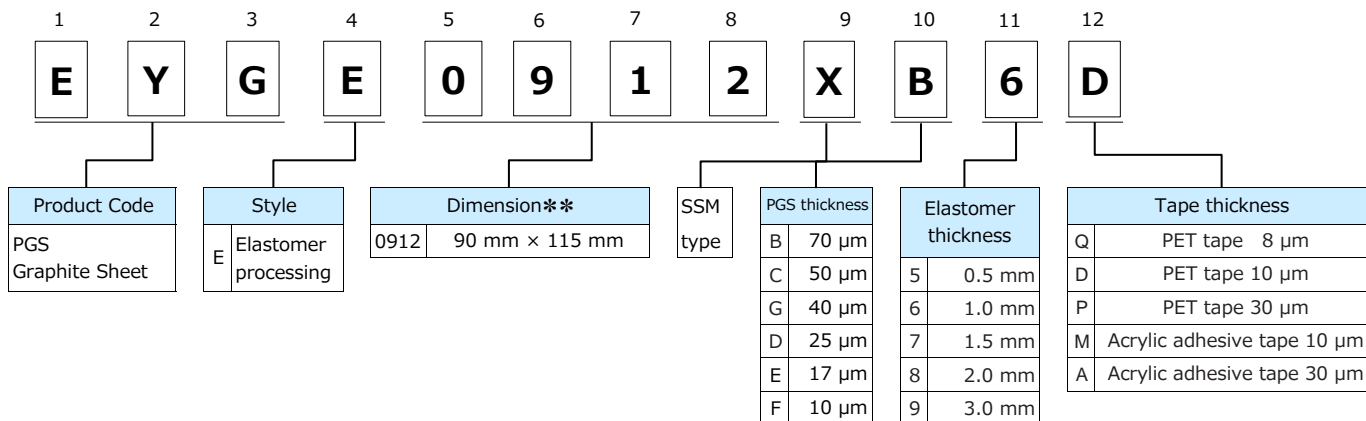 1 2 3 4 5 6 7 8 9 10 11 12
E Y G E 0 9 1 2 X B 6 D
Product Code
PGS
Graphite Sheet
Style
E Elastomer
processing
Dimension✻✻
0912 90 mm × 115 mm
SSM
type
PGS thickness
B 70 µm
C 50 µm
G 40 µm
D 25 µm
E 17 µm
F 10 µm
Elastomer
thickness
5 0.5 mm
6 1.0 mm
7 1.5 mm
8 2.0 mm
9 3.0 mm
Tape thickness
Q PET tape 8 µm
D PET tape 10 µm
P PET tape 30 µm
M Acrylic adhesive tape 10 µm
A Acrylic adhesive tape 30 µm